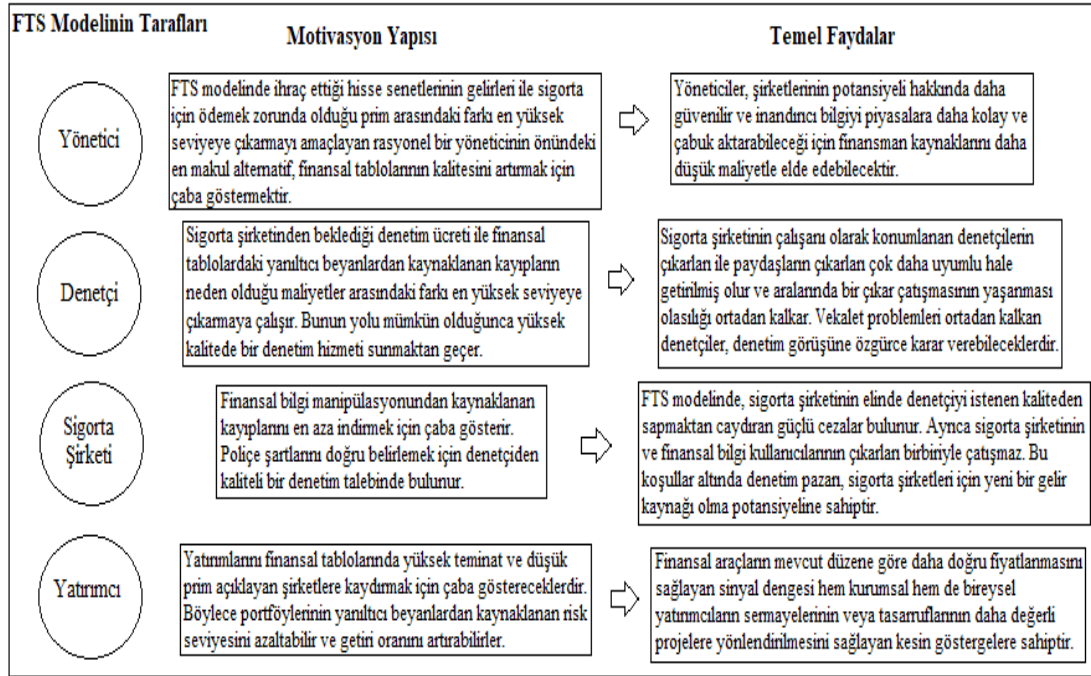 FTS Modelinin Tarafları
Motivasyon Yapısı
Temel Faydalar
Yönetici
FTS modelinde ihraç ettiği hisse senetlerinin gelirleri ile sigorta
için ödemek zorunda olduğu prim arasındaki farkı en yüksek
seviyeye çıkarmayı amaçlayan rasyonel bir yöneticinin önündeki
en makul alternatif, finansal tablolarının kalitesini artırmak için
çaba göstermektir.
Yöneticiler, şirketlerinin potansiyeli hakkında daha
güvenilir ve inandırıcı bilgiyi piyasalara daha kolay ve
çabuk aktarabileceği için finansman kaynaklarını daha
düşük maliyetle elde edebilecektir.
Denetçi
Sigorta şirketinden beklediği denetim ücreti ile finansal
tablolardaki yanıltıcı beyanlardan kaynaklanan kayıpların
neden olduğu maliyetler arasındaki farkı en yüksek seviyeye
çıkarmaya çalışır. Bunun yolu mümkün olduğunca yüksek
kalitede bir denetim hizmeti sunmaktan geçer.
Sigorta şirketinin çalışanı olarak konumlanan denetçilerin
çıkarları ile paydaşların çıkarları çok daha uyumlu hale
getirilmiş olur ve aralarında bir çıkar çatışmasının yaşanması
olasılığı ortadan kalkar. Vekalet problemleri ortadan kalkan
denetçiler, denetim görüşüne özgürce karar verebileceklerdir.
Sigorta
Şirketi
Finansal bilgi manipülasyonundan kaynaklanan
kayıplarını en aza indirmek için çaba gösterir.
Poliçe şartlarını doğru belirlemek için denetçiden
kaliteli bir denetim talebinde bulunur.
FTS modelinde, sigorta şirketinin elinde denetçiyi istenen kaliteden
sapmaktan caydıran güçlü cezalar bulunur. Ayrıca sigorta şirketinin
ve finansal bilgi kullanıcılarının çıkarları birbiriyle çatışmaz. Bu
koşullar altında denetim pazarı, sigorta şirketleri için yeni bir gelir
kaynağı olma potansiyeline sahiptir.
Yatırımcı
Yatırımlarını finansal tablolarında yüksek teminat ve düşük
prim açıklayan şirketlere kaydırmak için çaba göstereceklerdir.
Böylece portföylerinin yanıltıcı beyanlardan kaynaklanan risk
seviyesini azaltabilir ve getiri oranını artırabilirler.
Finansal araçların mevcut düzene göre daha doğru fiyatlanmasını
sağlayan sinyal dengesi hem kurumsal hem de bireysel
yatırımcıların sermayelerinin veya tasarruflarının daha değerli
projelere yönlendirilmesini sağlayan kesin göstergelere sahiptir.